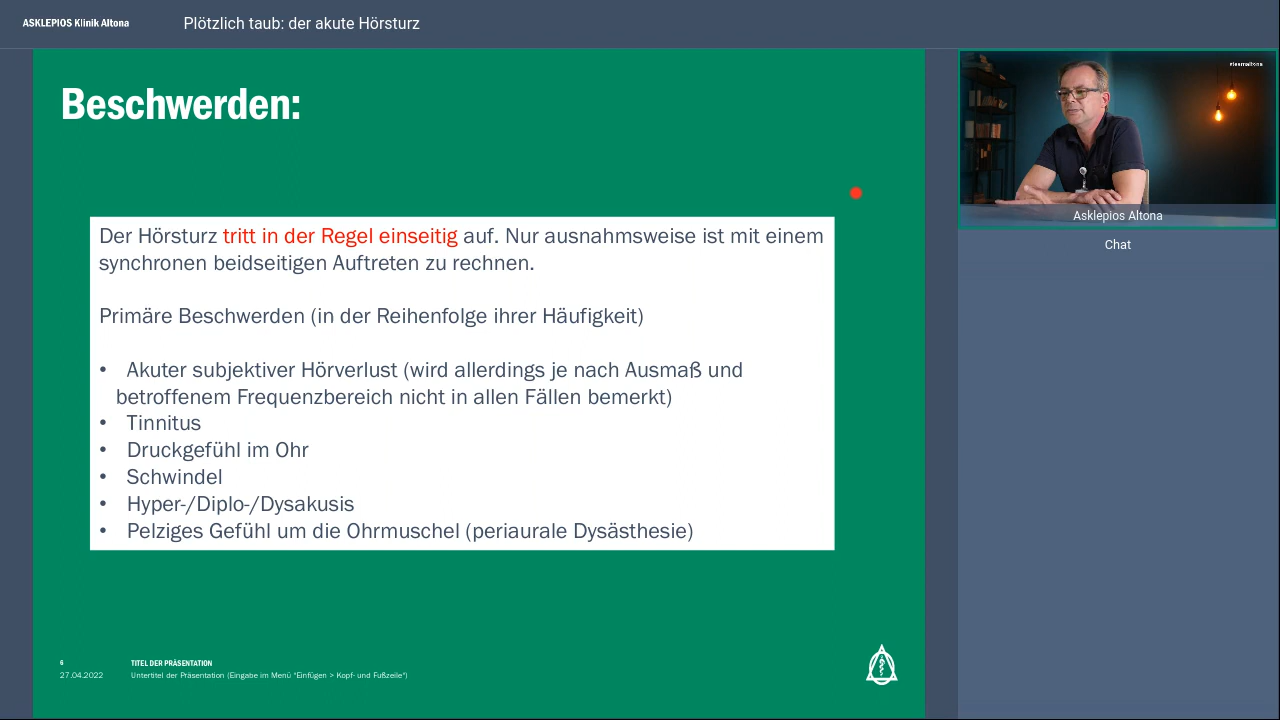 ASKLEPIOS Klinik Altona
Plötzlich taub: der akute Hörsturz
Beschwerden:
Der Hörsturz tritt in der Regel einseitig auf. Nur ausnahmsweise ist mit einem
synchronen beidseitigen Auftreten zu rechnen.
Primäre Beschwerden (in der Reihenfolge ihrer Häufigkeit)
• Akuter subjektiver Hörverlust (wird allerdings je nach Ausmaß und
betroffenem Frequenzbereich nicht in allen Fällen bemerkt)
• Tinnitus
• Druckgefühl im Ohr
• Schwindel
• Hyper-/Diplo-/Dysakusis
• Pelziges Gefühl um die Ohrmuschel (periaurale Dysästhesie)
6
TITEL DER PRÄSENTATION
27.04.2022
Untertitel der Präsentation (Eingabe im Menü "Einfügen > Kopf- und Fußzeile")
#teamaltona
Asklepios Altona
Chat